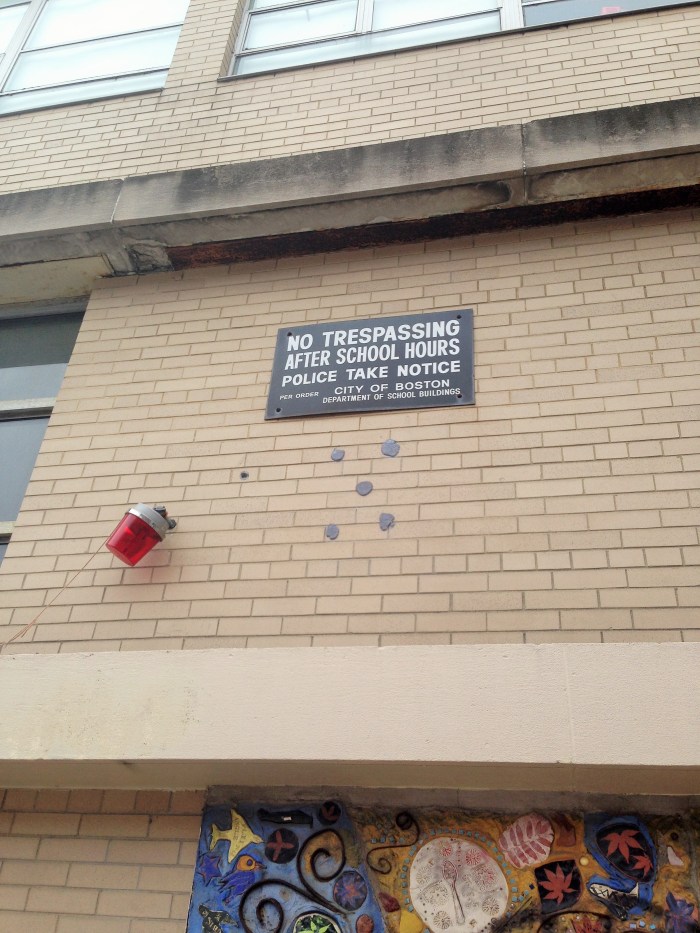 NO TRESPASSING
AFTER SCHOOL HOURS
POLICE TAKE NOTICE
PER ORDER CITY OF BOSTON
DEPARTMENT OF SCHOOL BUILDINGS